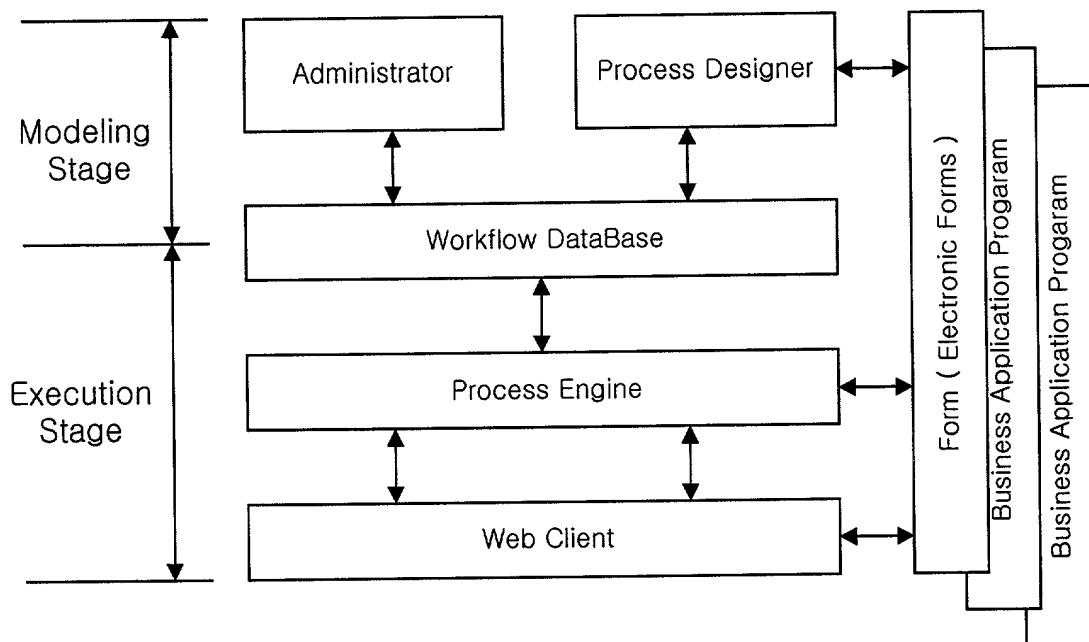 Administrator
Process Designer
Modeling
Stage
Workflow DataBase
Process Engine
Execution
Stage
Web Client
Form ( Electronic Forms )
Business Application Progaram
Business Application Progaram